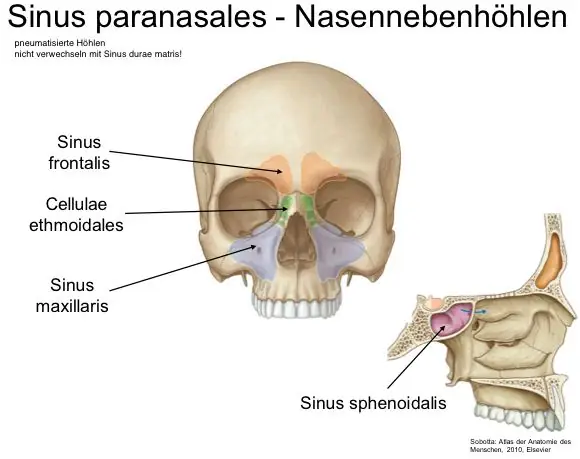 Sinus paranasales - Nasennebenhöhlen
pneumatisierte Höhlen
nicht verwechseln mit Sinus durae matris!
Sinus
frontalis
Cellulae
ethmoidales
Sinus
maxillaris
Sinus sphenoidalis
Sobotta: Atlas der Anatomie des
Menschen, 2010, Elsevier